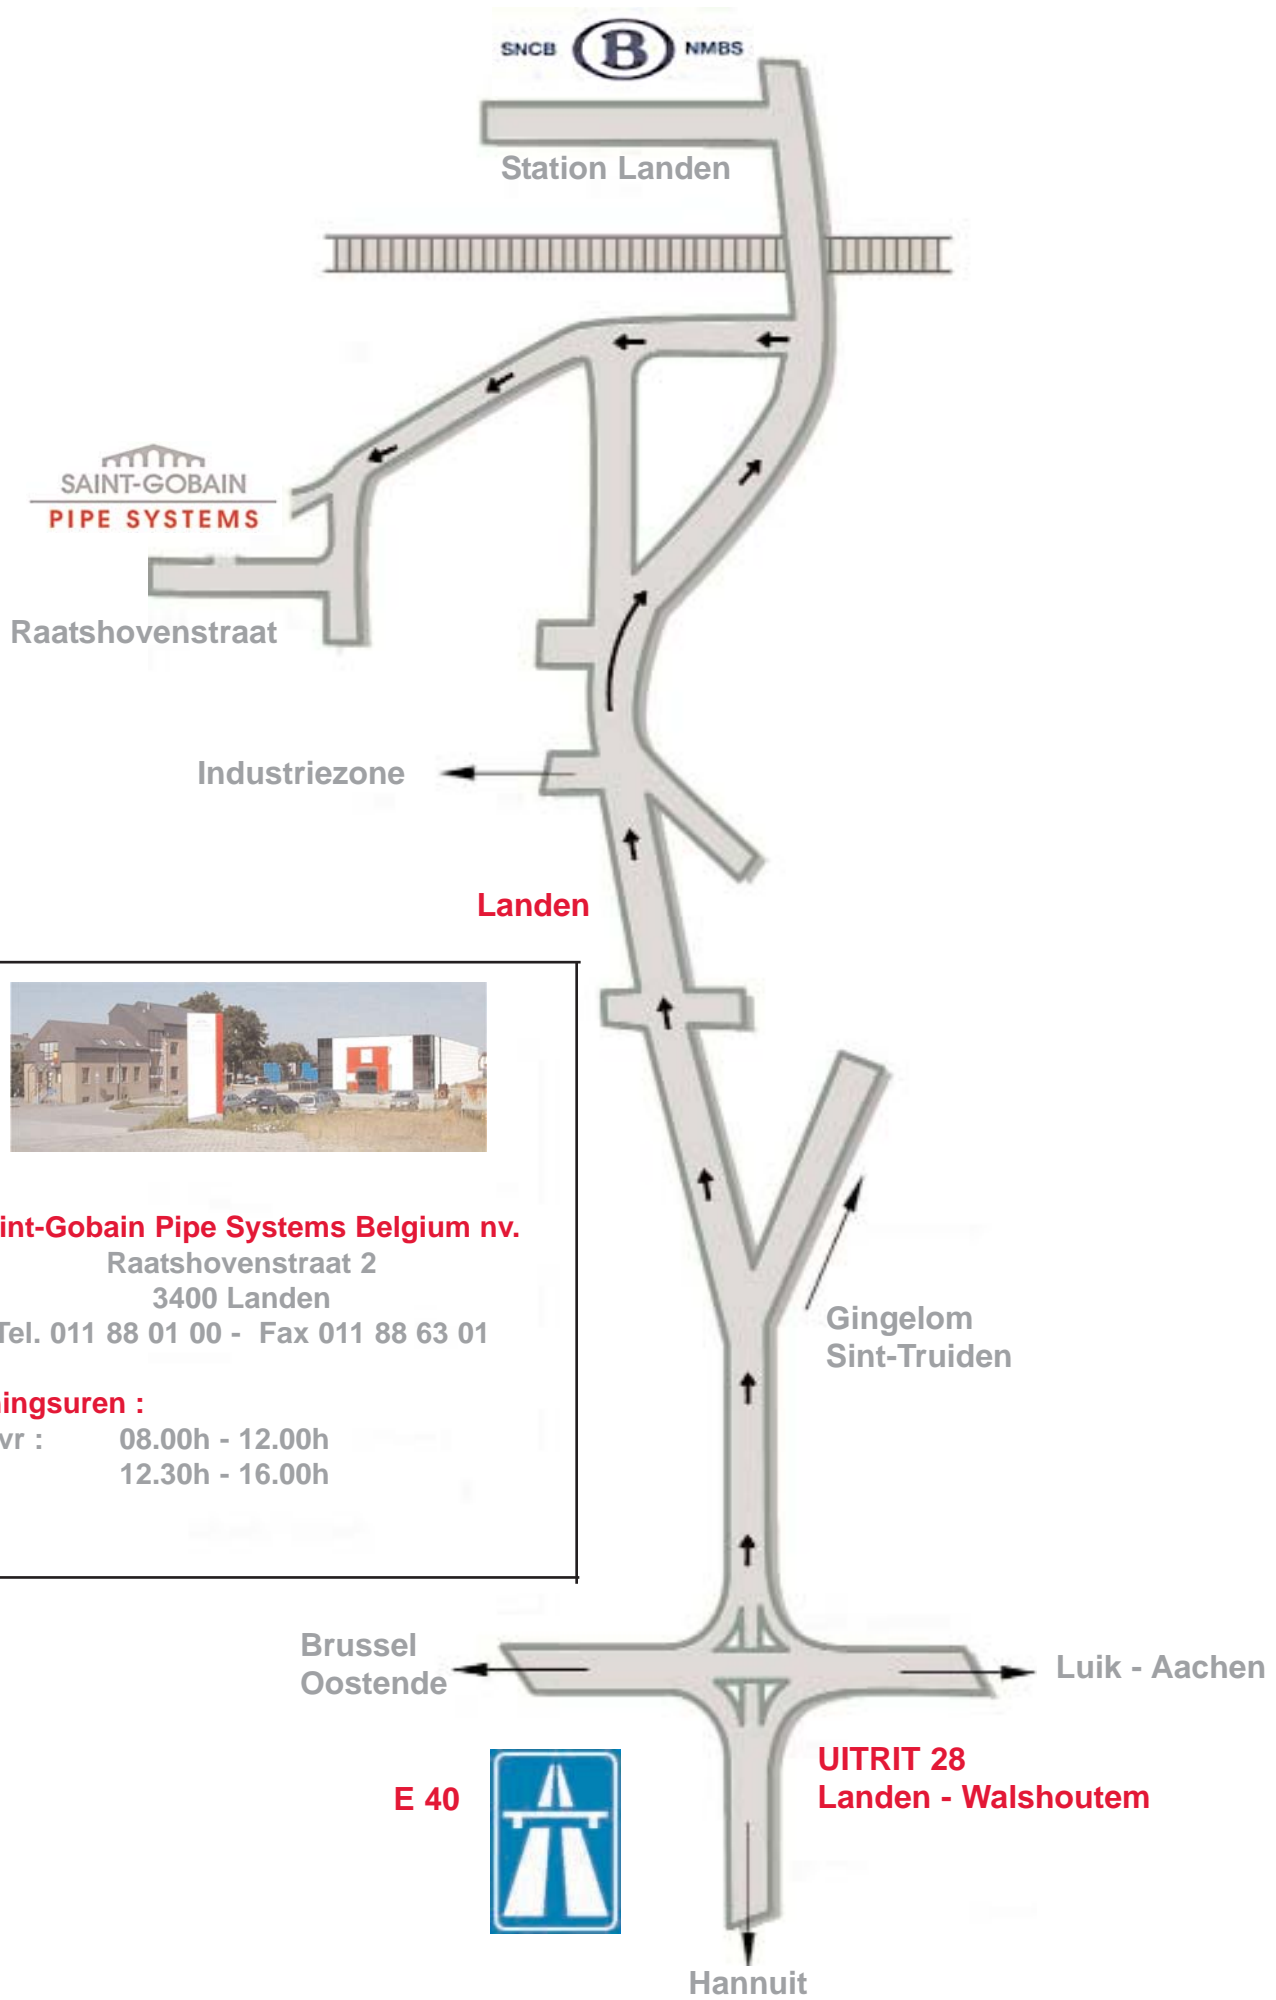 SNCB B NMBS
Station Landen
SAINT-GOBAIN
PIPE SYSTEMS
Raatshovenstraat
Industriezone
Landen
int-Gobain Pipe Systems Belgium nv.
Raatshovenstraat 2
3400 Landen
Tel. 011 88 01 00 - Fax 011 88 63 01
Gingelom
Sint-Truiden
ningsuren :
vr : 08.00h - 12.00h
12.30h - 16.00h
Brussel
Oostende
Luik - Aachen
UITRIT 28
Landen - Walshoutem
E 40
Hannuit